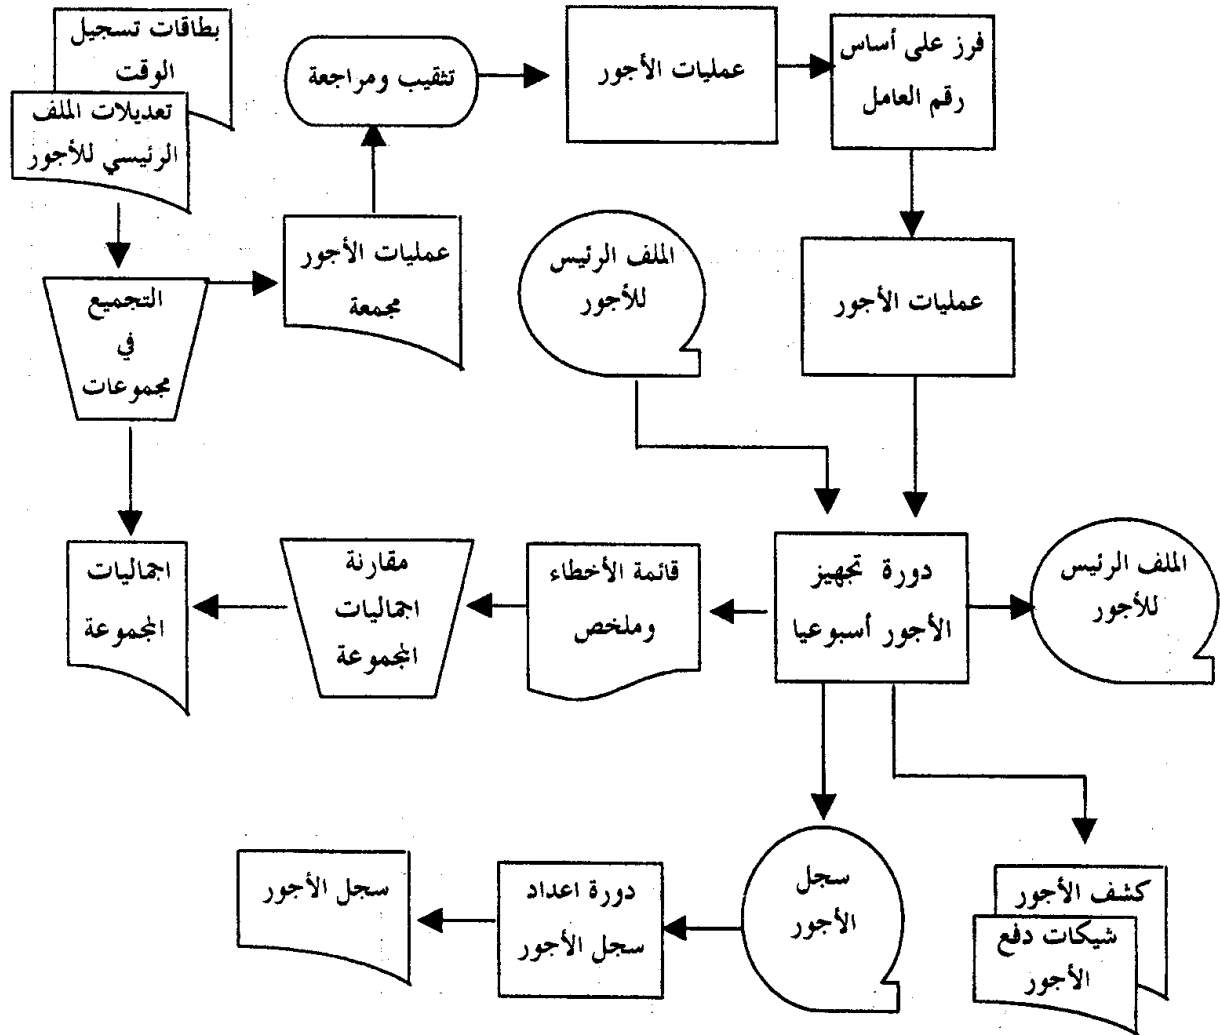 بطاقات تسجيل
الوقت
تعديلات الملف
الرئيسي للأجور
تثقيب ومراجعة
عمليات الأجور
فرز على أساس
رقم العامل
التجميع
في
مجموعات
عمليات الأجور
مجمعة
الملف الرئيس
للأجور
عمليات الأجور
اجماليات
المجموعة
مقارنة
اجماليات
المجموعة
قائمة الأخطاء
وملخص
دورة تجهيز
الأجور أسبوعيا
الملف الرئيس
للأجور
سجل الأجور
دورة اعداد
سجل الأجور
سجل
الأجور
كشف الأجور
شيكات دفع
الأجور